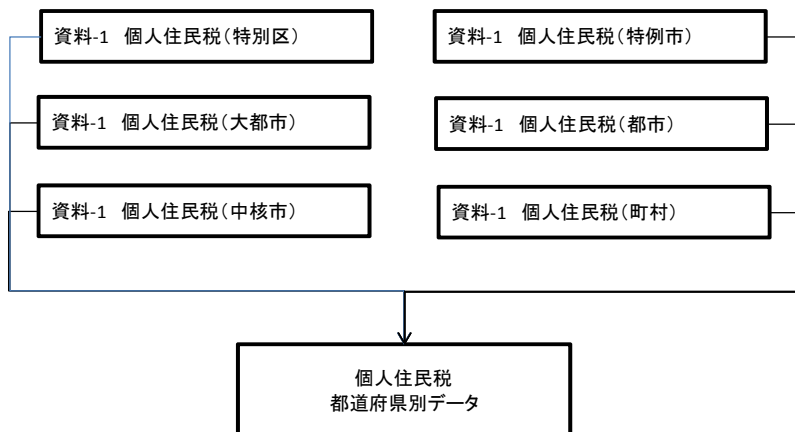 資料-1 個人住民税(特別区)
資料-1 個人住民税(特例市)
資料-1 個人住民税(大都市)
資料-1 個人住民税(都市)
資料-1 個人住民税(中核市)
資料-1 個人住民税(町村)
個人住民税
都道府県別データ